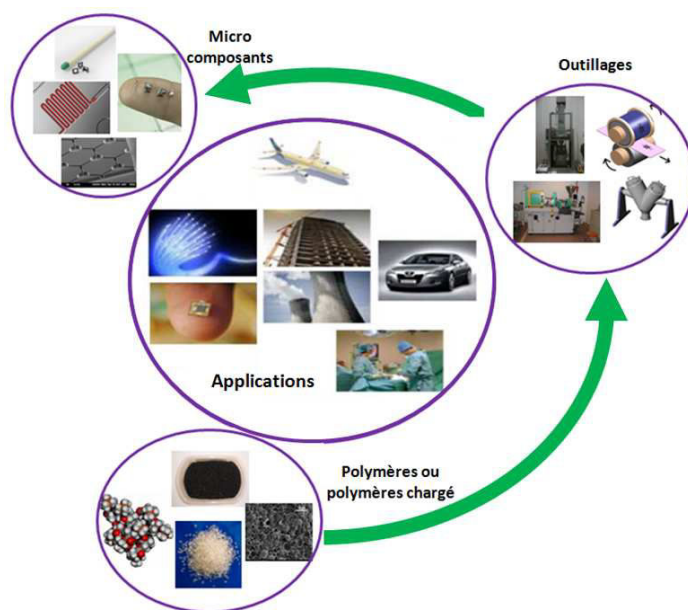 Micro
composants
Outillages
Applications
Polymères ou
polymères chargé